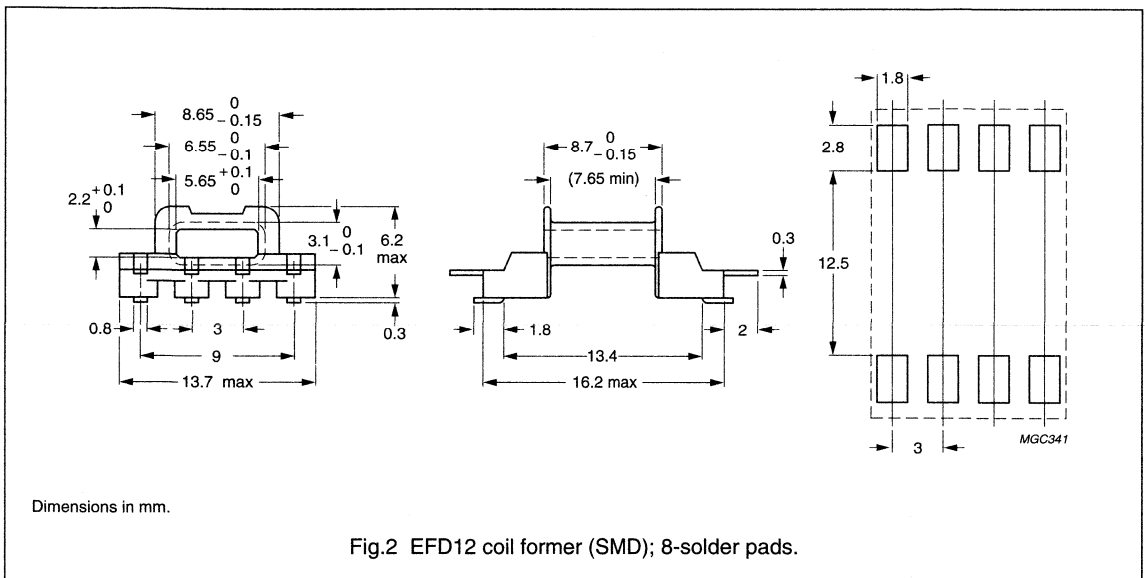 8.65 0 − 0.15
6.55 0 − 0.1
5.65 + 0.1 0
2.2 + 0.1 0
3.1 0 − 0.1
6.2 max
0.3
0.8
3
9
13.7 max
8.7 0 − 0.15
(7.65 min)
0.3
1.8
2
13.4
16.2 max
1.8
2.8
12.5
3
MGC341
Dimensions in mm.
Fig.2 EFD12 coil former (SMD); 8-solder pads.